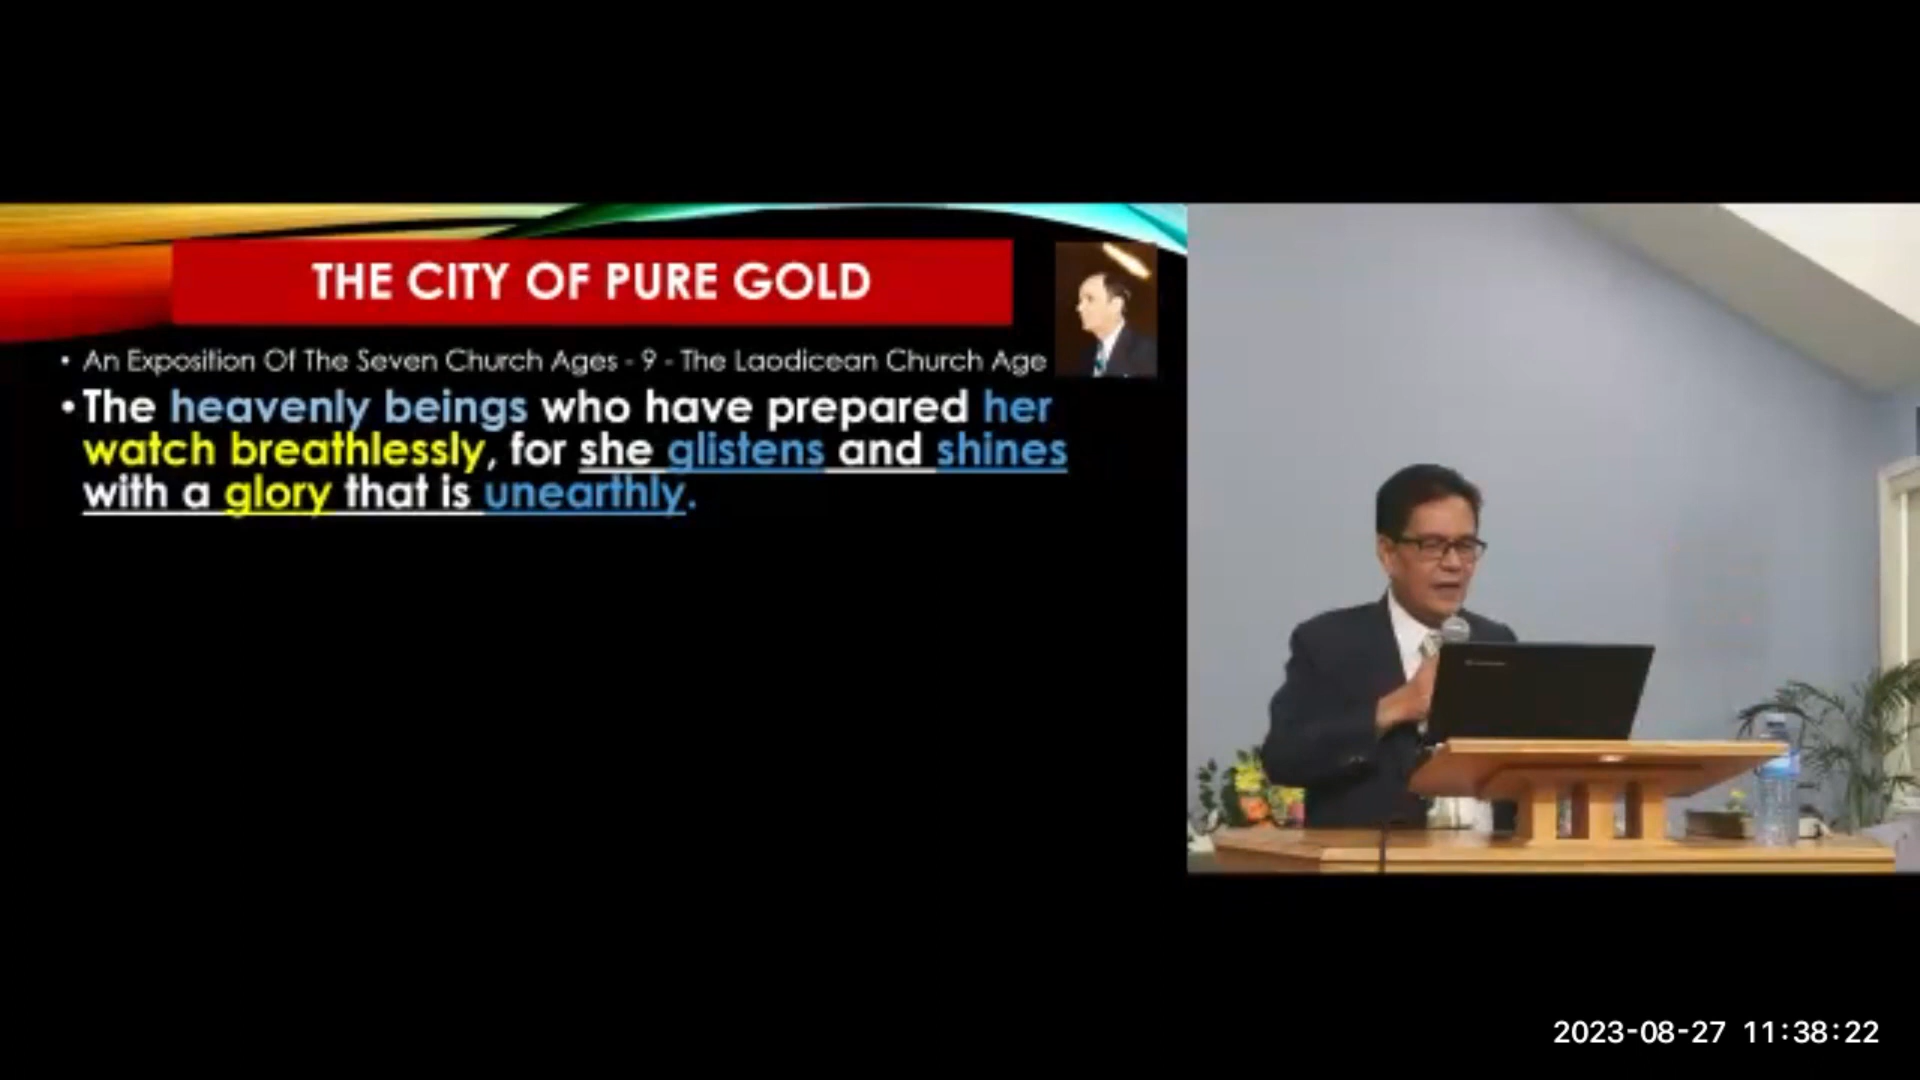 THE CITY OF PURE GOLD
• An Exposition Of The Seven Church Ages - 9 - The Laodicean Church Age
• The heavenly beings who have prepared her
watch breathlessly, for she glistens and shines
with a glory that is unearthly.
2023-08-27 11:38:22